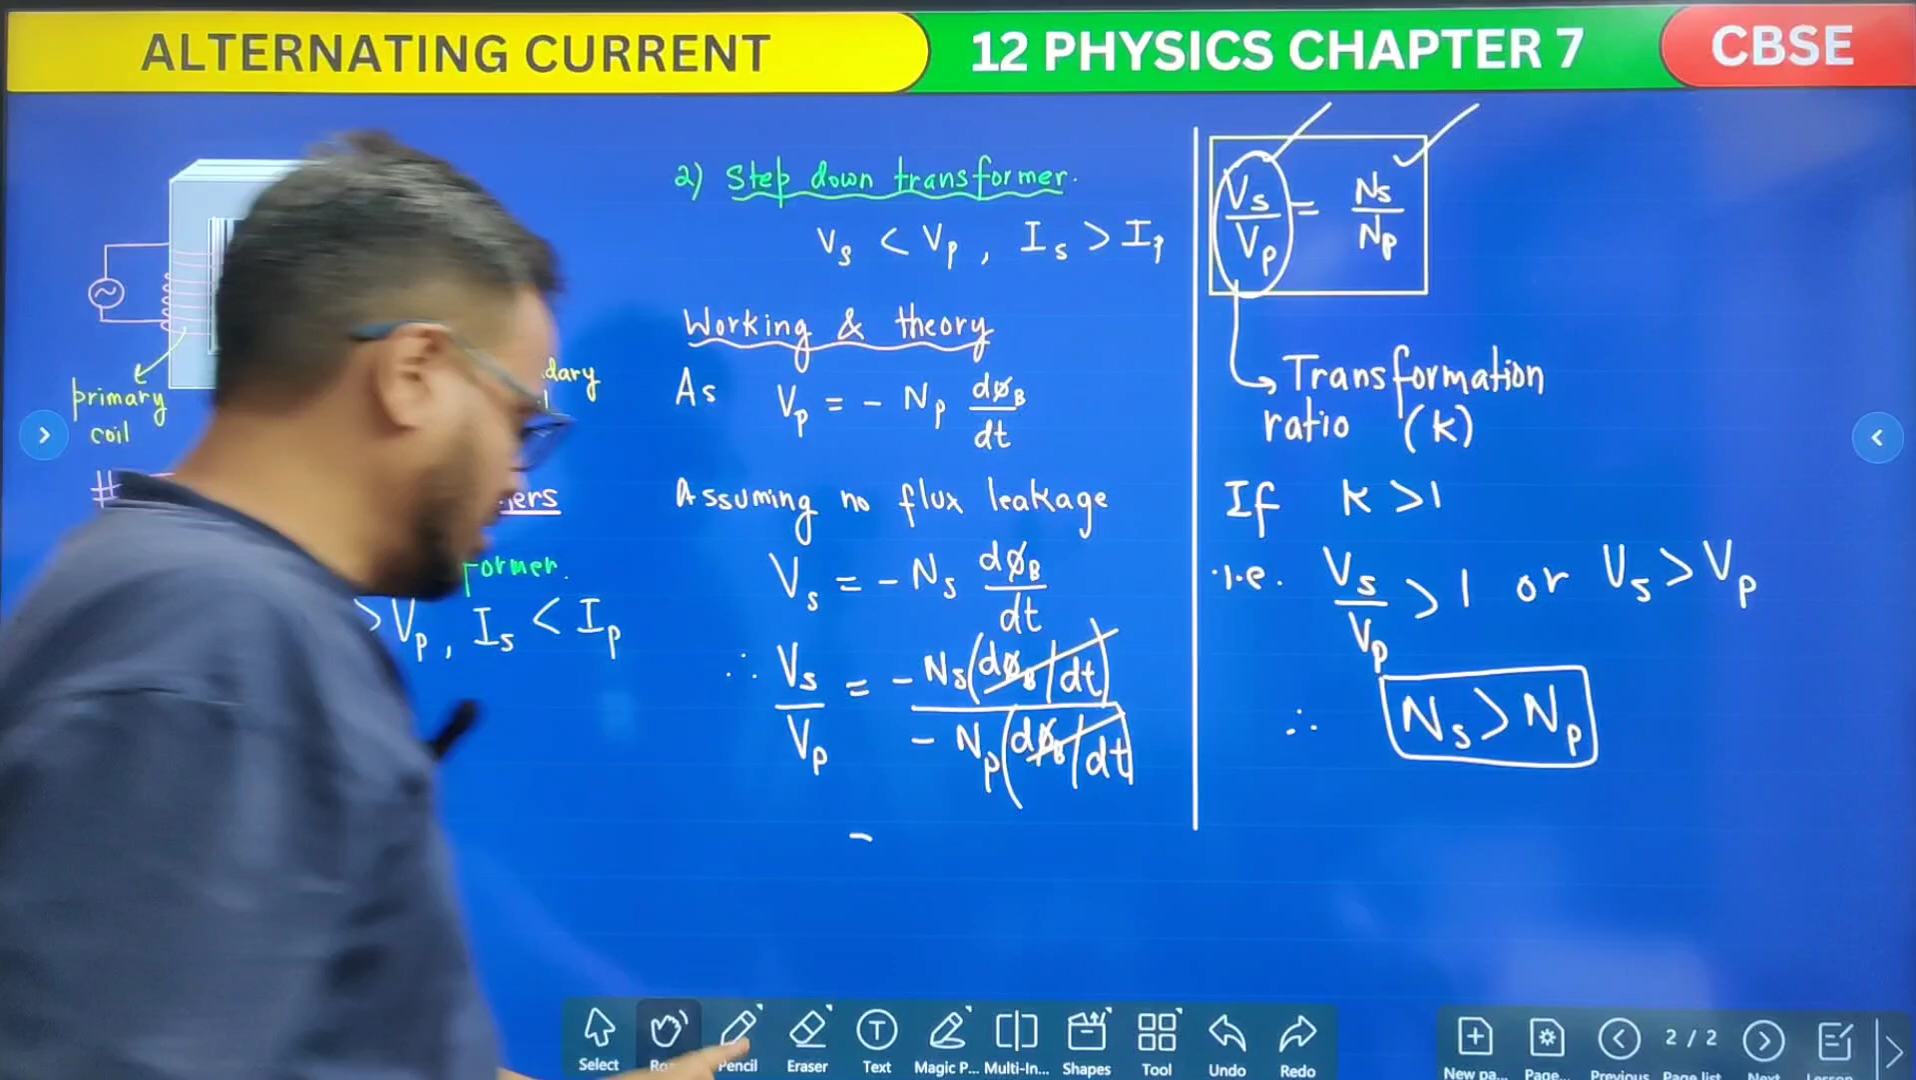 ALTERNATING CURRENT
12 PHYSICS CHAPTER 7
CBSE
primary
coil
dary
#
ners
ormer.
> Vp, Is < Ip
2) Step down transformer.
Vs < Vp, Is > Ip
Working & theory
As Vp = - Np dφB/dt
Assuming no flux leakage
Vs = - Ns dφB/dt
∴ Vs/Vp = -Ns(dφB/dt) / -Np(dφB/dt)
-
Vs/Vp = Ns/Np
Transformation
ratio (k)
If k > 1
i.e. Vs/Vp > 1 or Vs > Vp
∴ Ns > Np
Select
Pencil
Eraser
Text
Magic P...
Multi-In...
Shapes
Tool
Undo
Redo
New pa...
Page...
Previous
2 / 2
Page list
Next